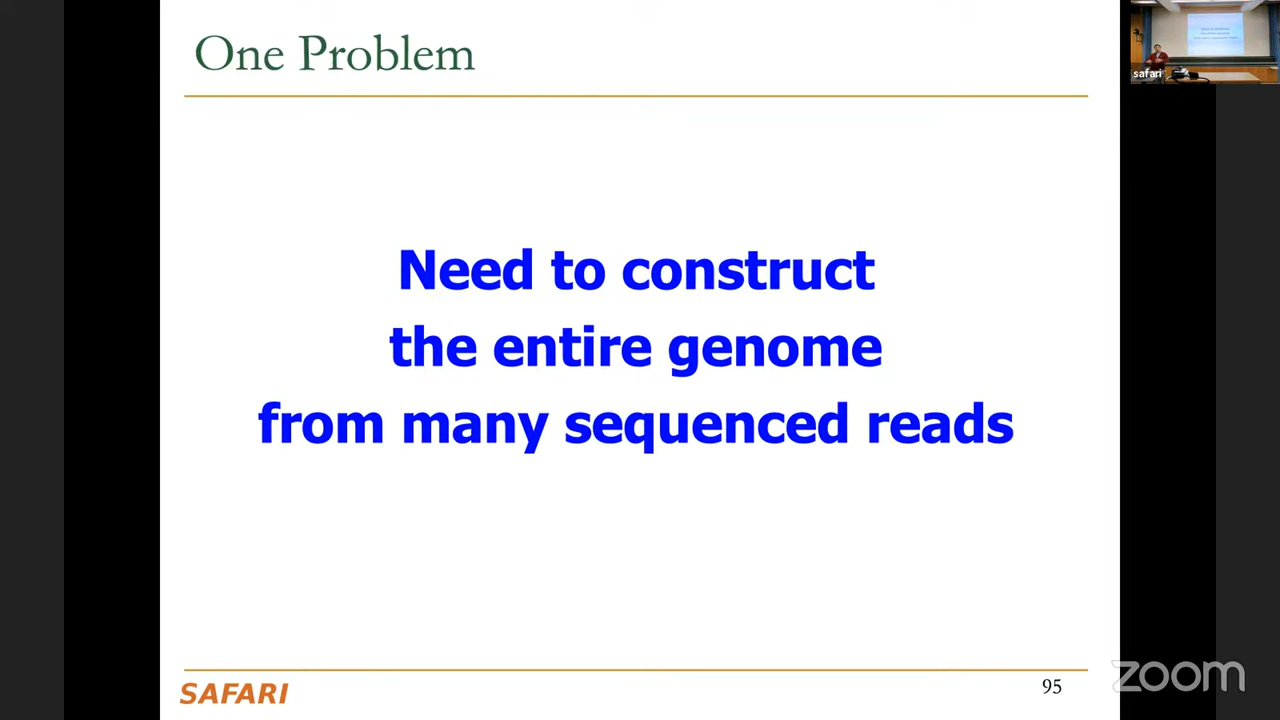 One Problem
safari
Need to construct
the entire genome
from many sequenced reads
SAFARI
95
zoom